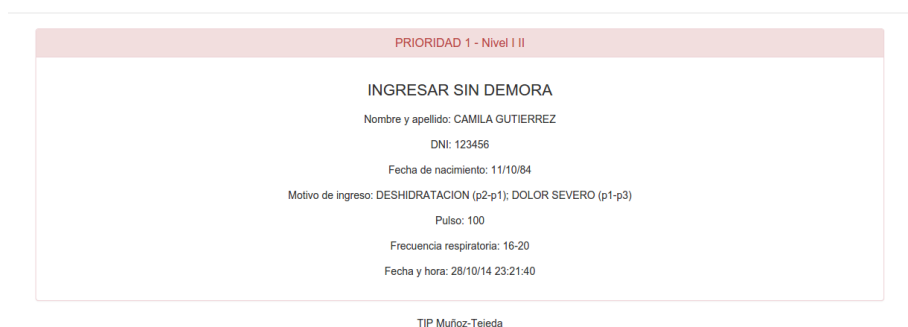 PRIORIDAD 1 - Nivel I II
INGRESAR SIN DEMORA
Nombre y apellido: CAMILA GUTIERREZ
DNI: 123456
Fecha de nacimiento: 11/10/84
Motivo de ingreso: DESHIDRATACION (p2-p1); DOLOR SEVERO (p1-p3)
Pulso: 100
Frecuencia respiratoria: 16-20
Fecha y hora: 28/10/14 23:21:40
TIP Muñoz-Tejeda